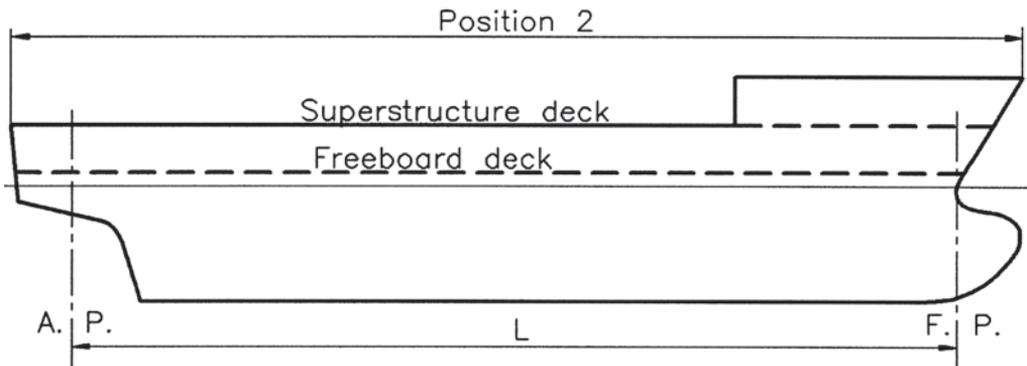 Position 2
Superstructure deck
Freeboard deck
A. P.
F. P.
L